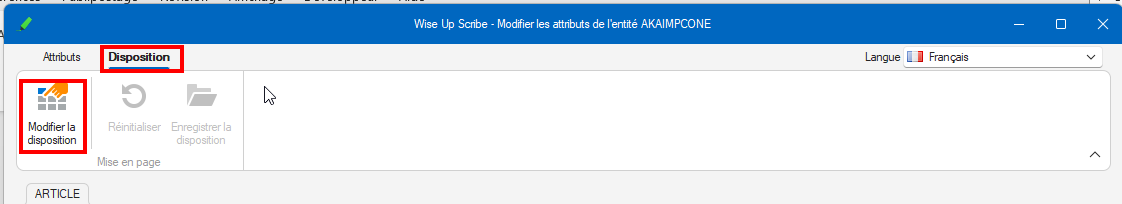 Wise Up Scribe - Modifier les attributs de l'entité AKAIMPCONE
Attributs
Disposition
Langue
Français
Modifier la
disposition
Réinitialiser
Enregistrer la
disposition
Mise en page
ARTICLE